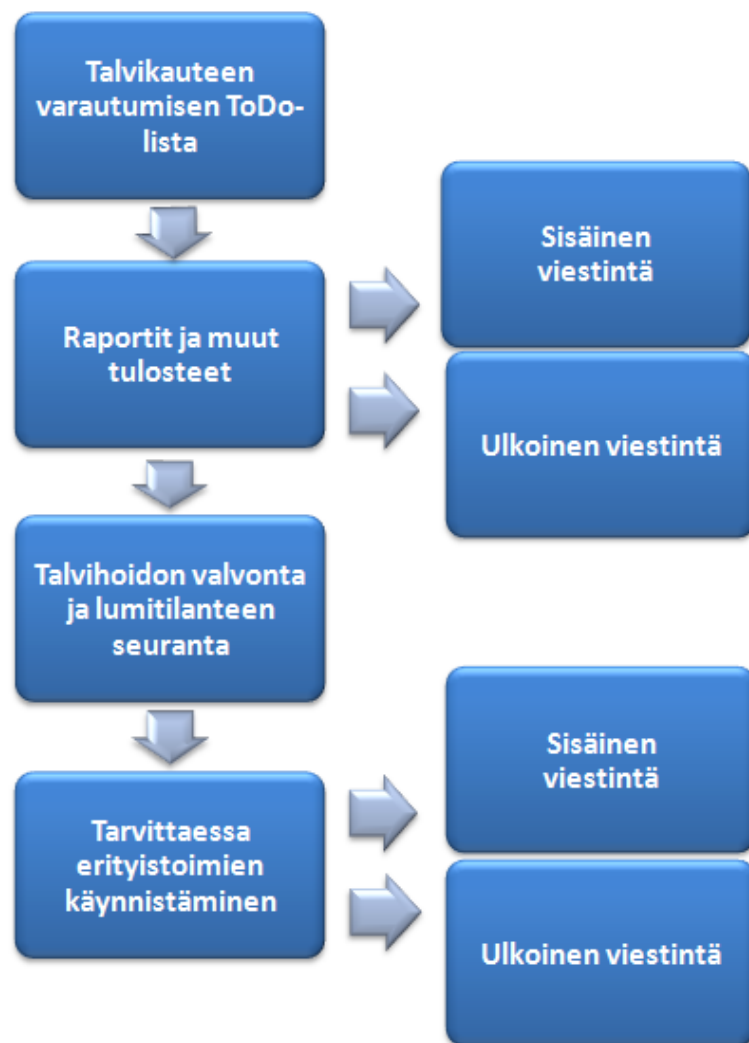 Talvikauteen
varautumisen ToDo-
lista
Raportit ja muut
tulosteet
Sisäinen
viestintä
Ulkoinen viestintä
Talvihoidon valvonta
ja lumitilanteen
seuranta
Tarvittaessa
erityistoimien
käynnistäminen
Sisäinen
viestintä
Ulkoinen viestintä